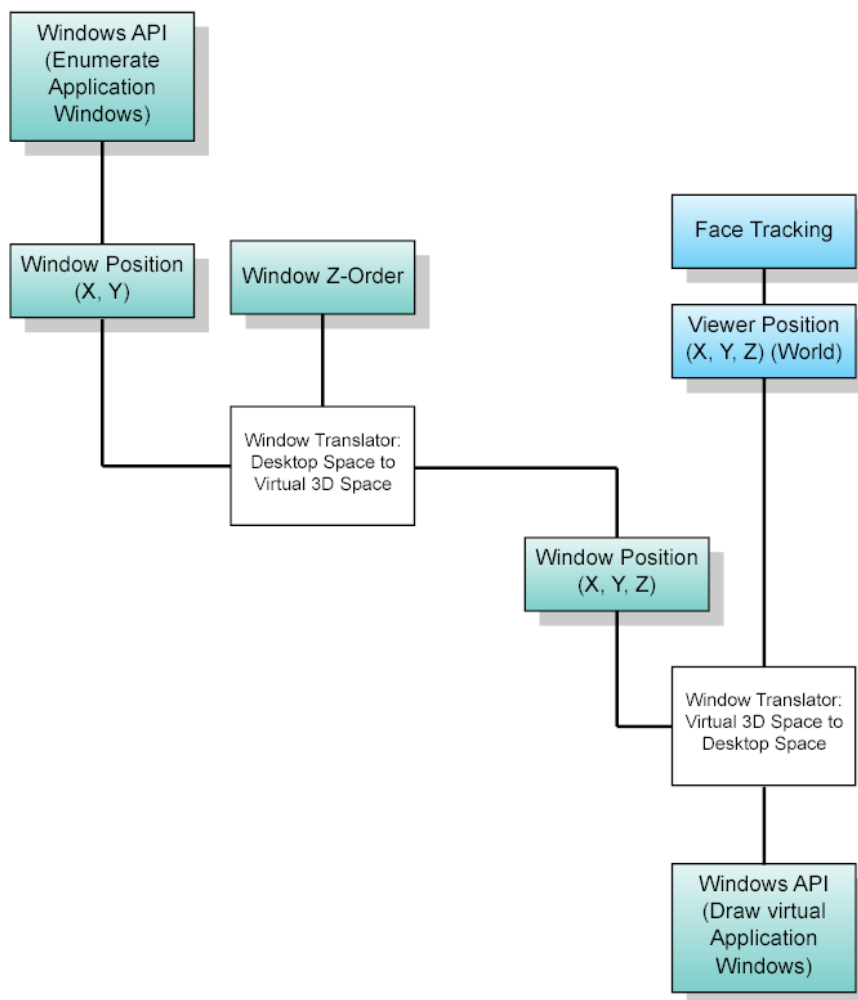 Windows API
(Enumerate
Application
Windows)
Window Position
(X, Y)
Window Z-Order
Face Tracking
Viewer Position
(X, Y, Z) (World)
Window Translator:
Desktop Space to
Virtual 3D Space
Window Position
(X, Y, Z)
Window Translator:
Virtual 3D Space to
Desktop Space
Windows API
(Draw virtual
Application
Windows)